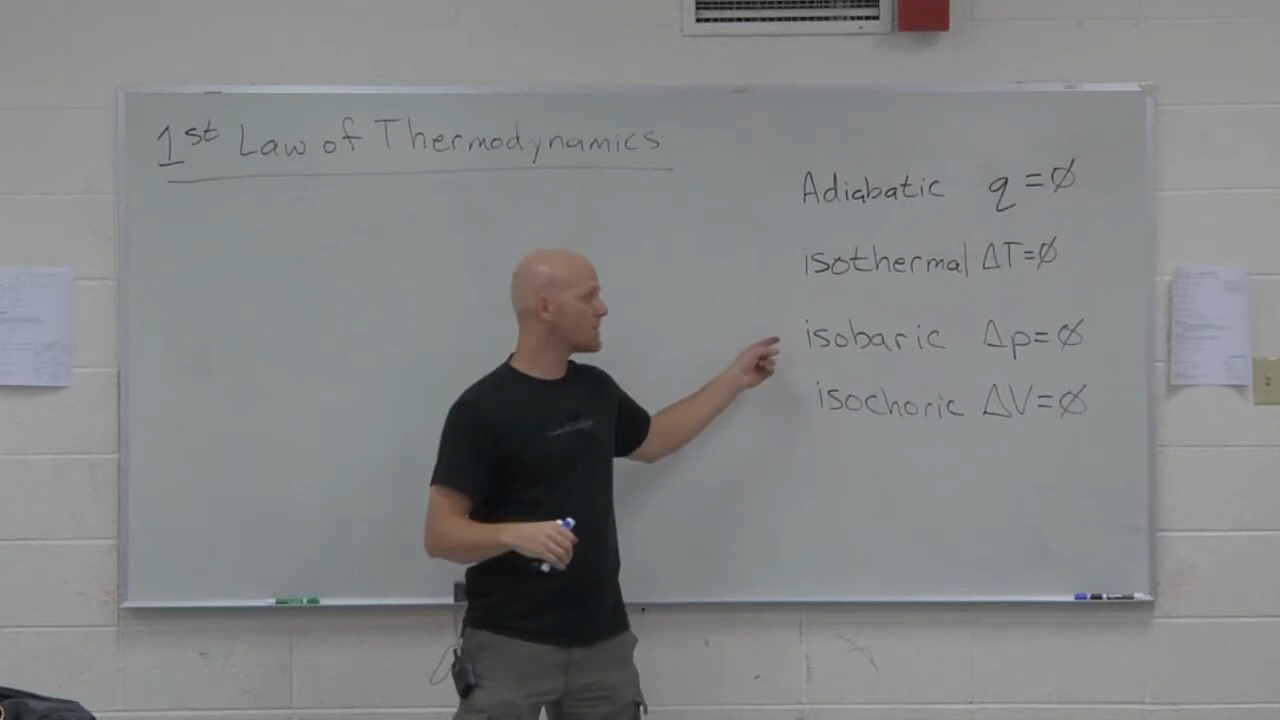 1st Law of Thermodynamics
Adiabatic q=∅
isothermal ΔT=∅
isobaric Δp=∅
isochoric ΔV=∅